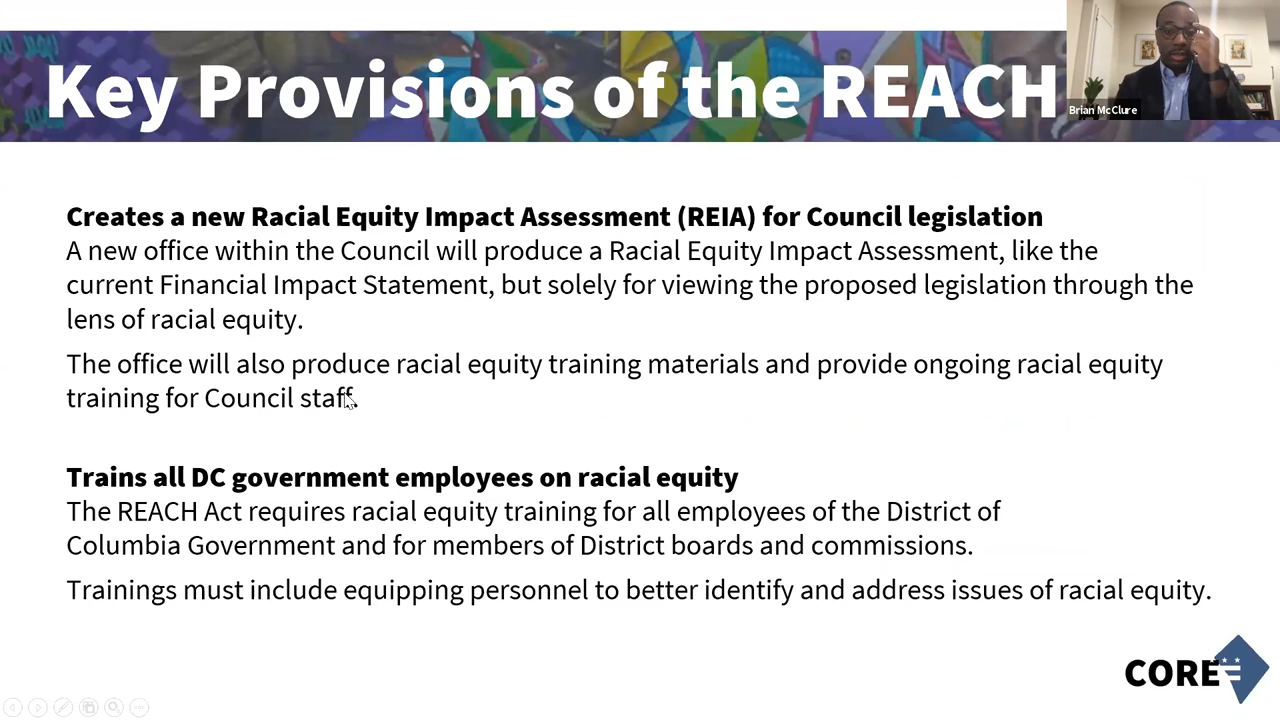 Key Provisions of the REACH
Brian McClure
Creates a new Racial Equity Impact Assessment (REIA) for Council legislation
A new office within the Council will produce a Racial Equity Impact Assessment, like the
current Financial Impact Statement, but solely for viewing the proposed legislation through the
lens of racial equity.
The office will also produce racial equity training materials and provide ongoing racial equity
training for Council staff.
Trains all DC government employees on racial equity
The REACH Act requires racial equity training for all employees of the District of
Columbia Government and for members of District boards and commissions.
Trainings must include equipping personnel to better identify and address issues of racial equity.
CORE